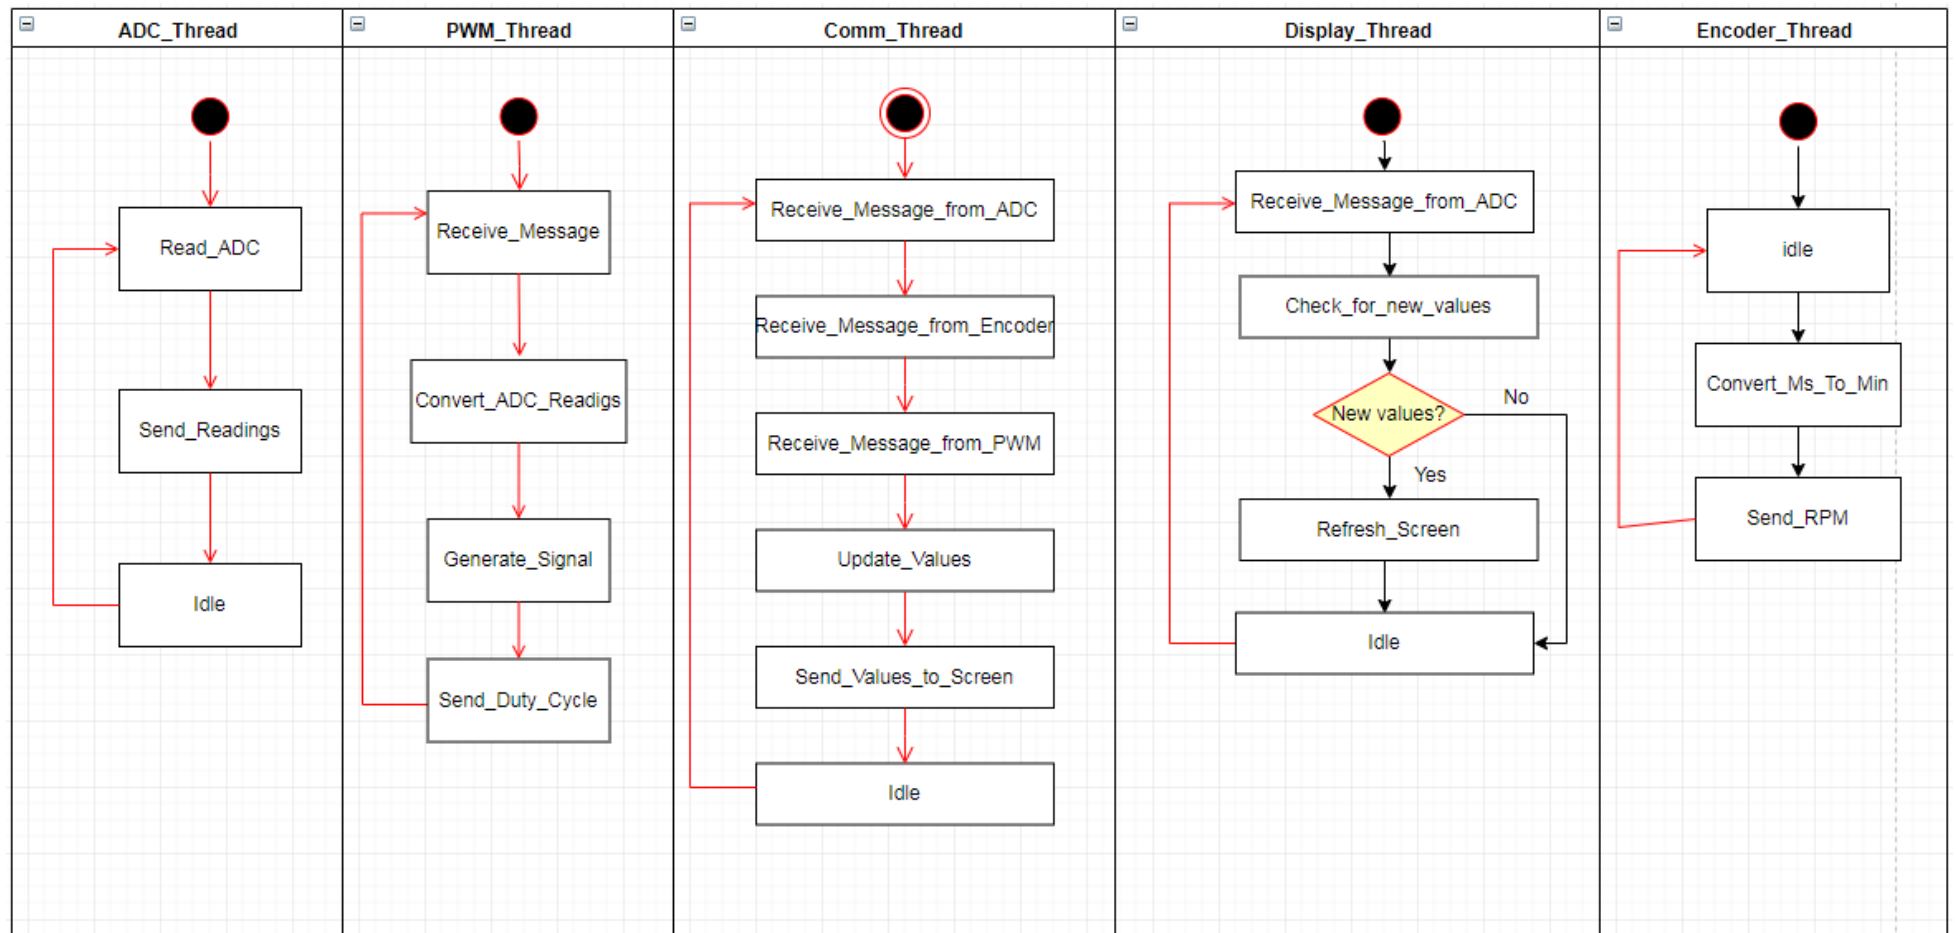 ADC_Thread
PWM_Thread
Comm_Thread
Display_Thread
Encoder_Thread
Read_ADC
Send_Readings
Idle
Receive_Message
Convert_ADC_Readigs
Generate_Signal
Send_Duty_Cycle
Receive_Message_from_ADC
Receive_Message_from_Encoder
Receive_Message_from_PWM
Update_Values
Send_Values_to_Screen
Idle
Receive_Message_from_ADC
Check_for_new_values
New values?
No
Yes
Refresh_Screen
Idle
idle
Convert_Ms_To_Min
Send_RPM